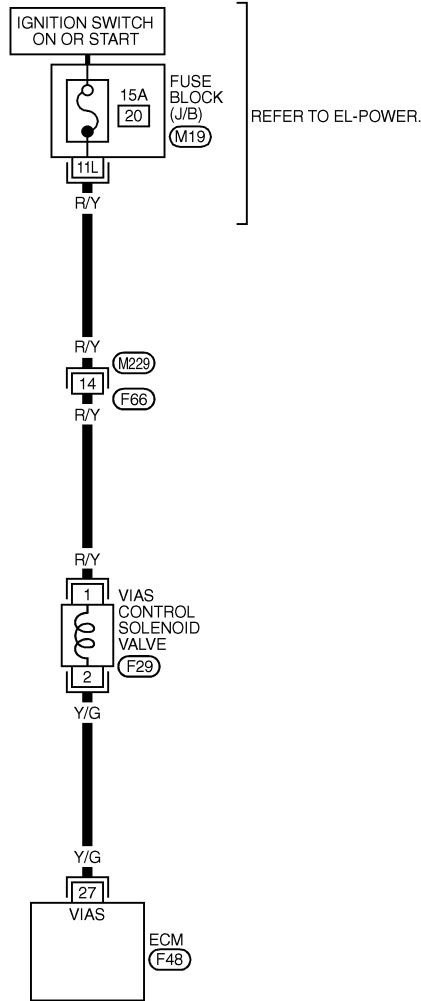 IGNITION SWITCH
ON OR START
FUSE
BLOCK
(J/B)
M19
15A
20
REFER TO EL-POWER.
11L
R/Y
R/Y
M229
14
F66
R/Y
R/Y
1
VIAS
CONTROL
SOLENOID
VALVE
F29
2
Y/G
Y/G
27
VIAS
ECM
F48